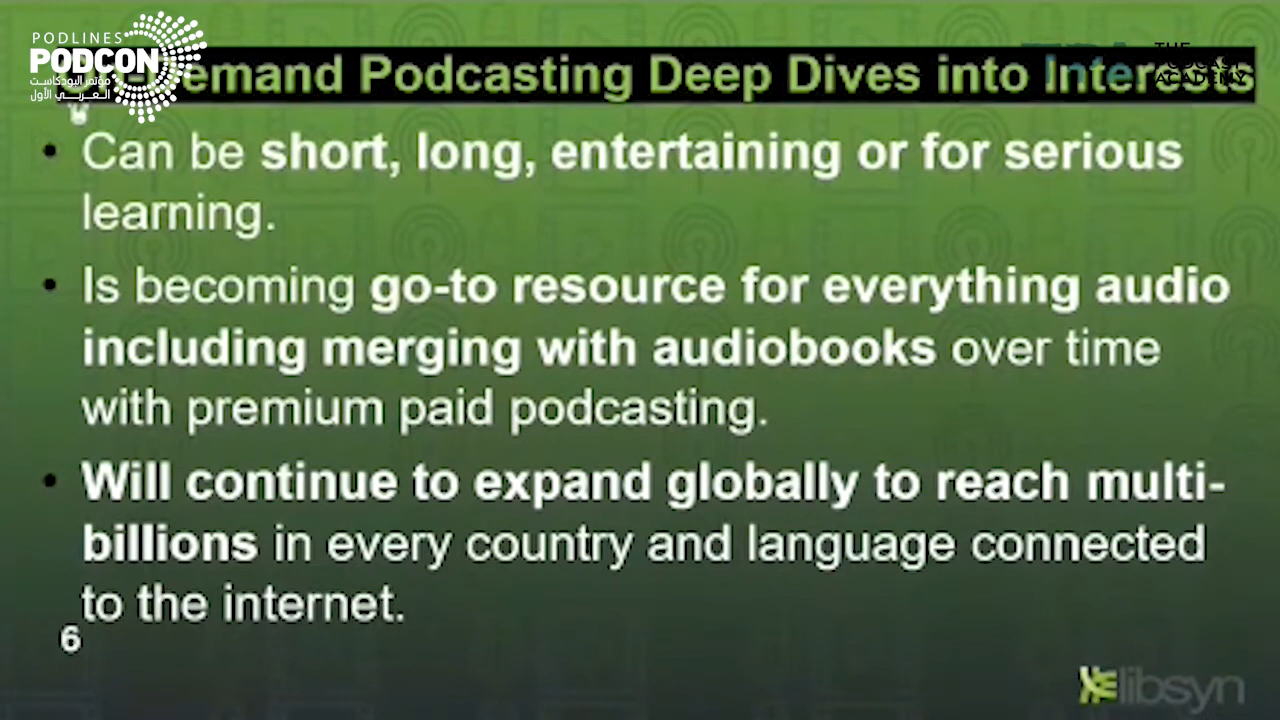 PODLINES
PODCON
مؤتمر البودكاست
العربي الأول
emand Podcasting Deep Dives into Interests
THE
PODCAST
ACADEMY
• Can be short, long, entertaining or for serious
learning.
• Is becoming go-to resource for everything audio
including merging with audiobooks over time
with premium paid podcasting.
• Will continue to expand globally to reach multi-
billions in every country and language connected
to the internet.
6
libsyn